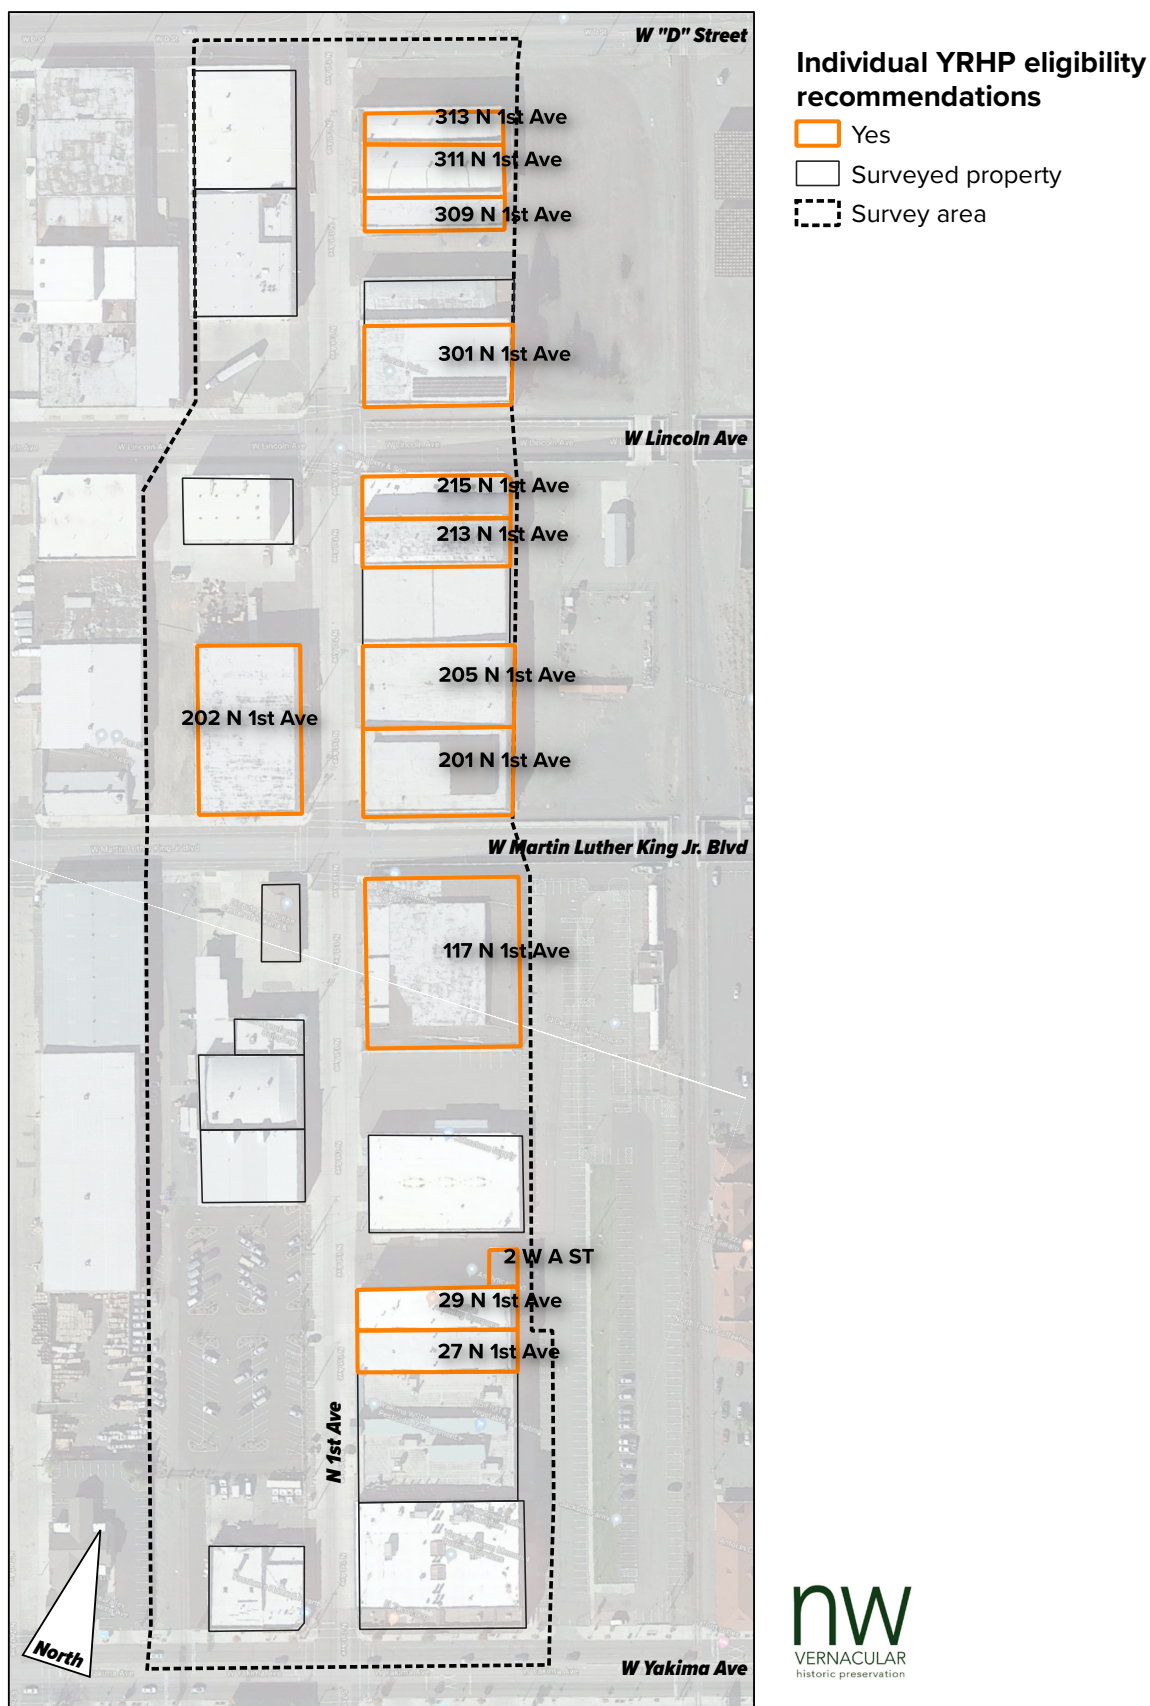 W "D" Street
Individual YRHP eligibility
recommendations
Yes
Surveyed property
Survey area
313 N 1st Ave
311 N 1st Ave
309 N 1st Ave
301 N 1st Ave
W Lincoln Ave
215 N 1st Ave
213 N 1st Ave
205 N 1st Ave
202 N 1st Ave
201 N 1st Ave
W Martin Luther King Jr. Blvd
117 N 1st Ave
2 W A ST
29 N 1st Ave
27 N 1st Ave
N 1st Ave
North
W Yakima Ave
nw
VERNACULAR
historic preservation